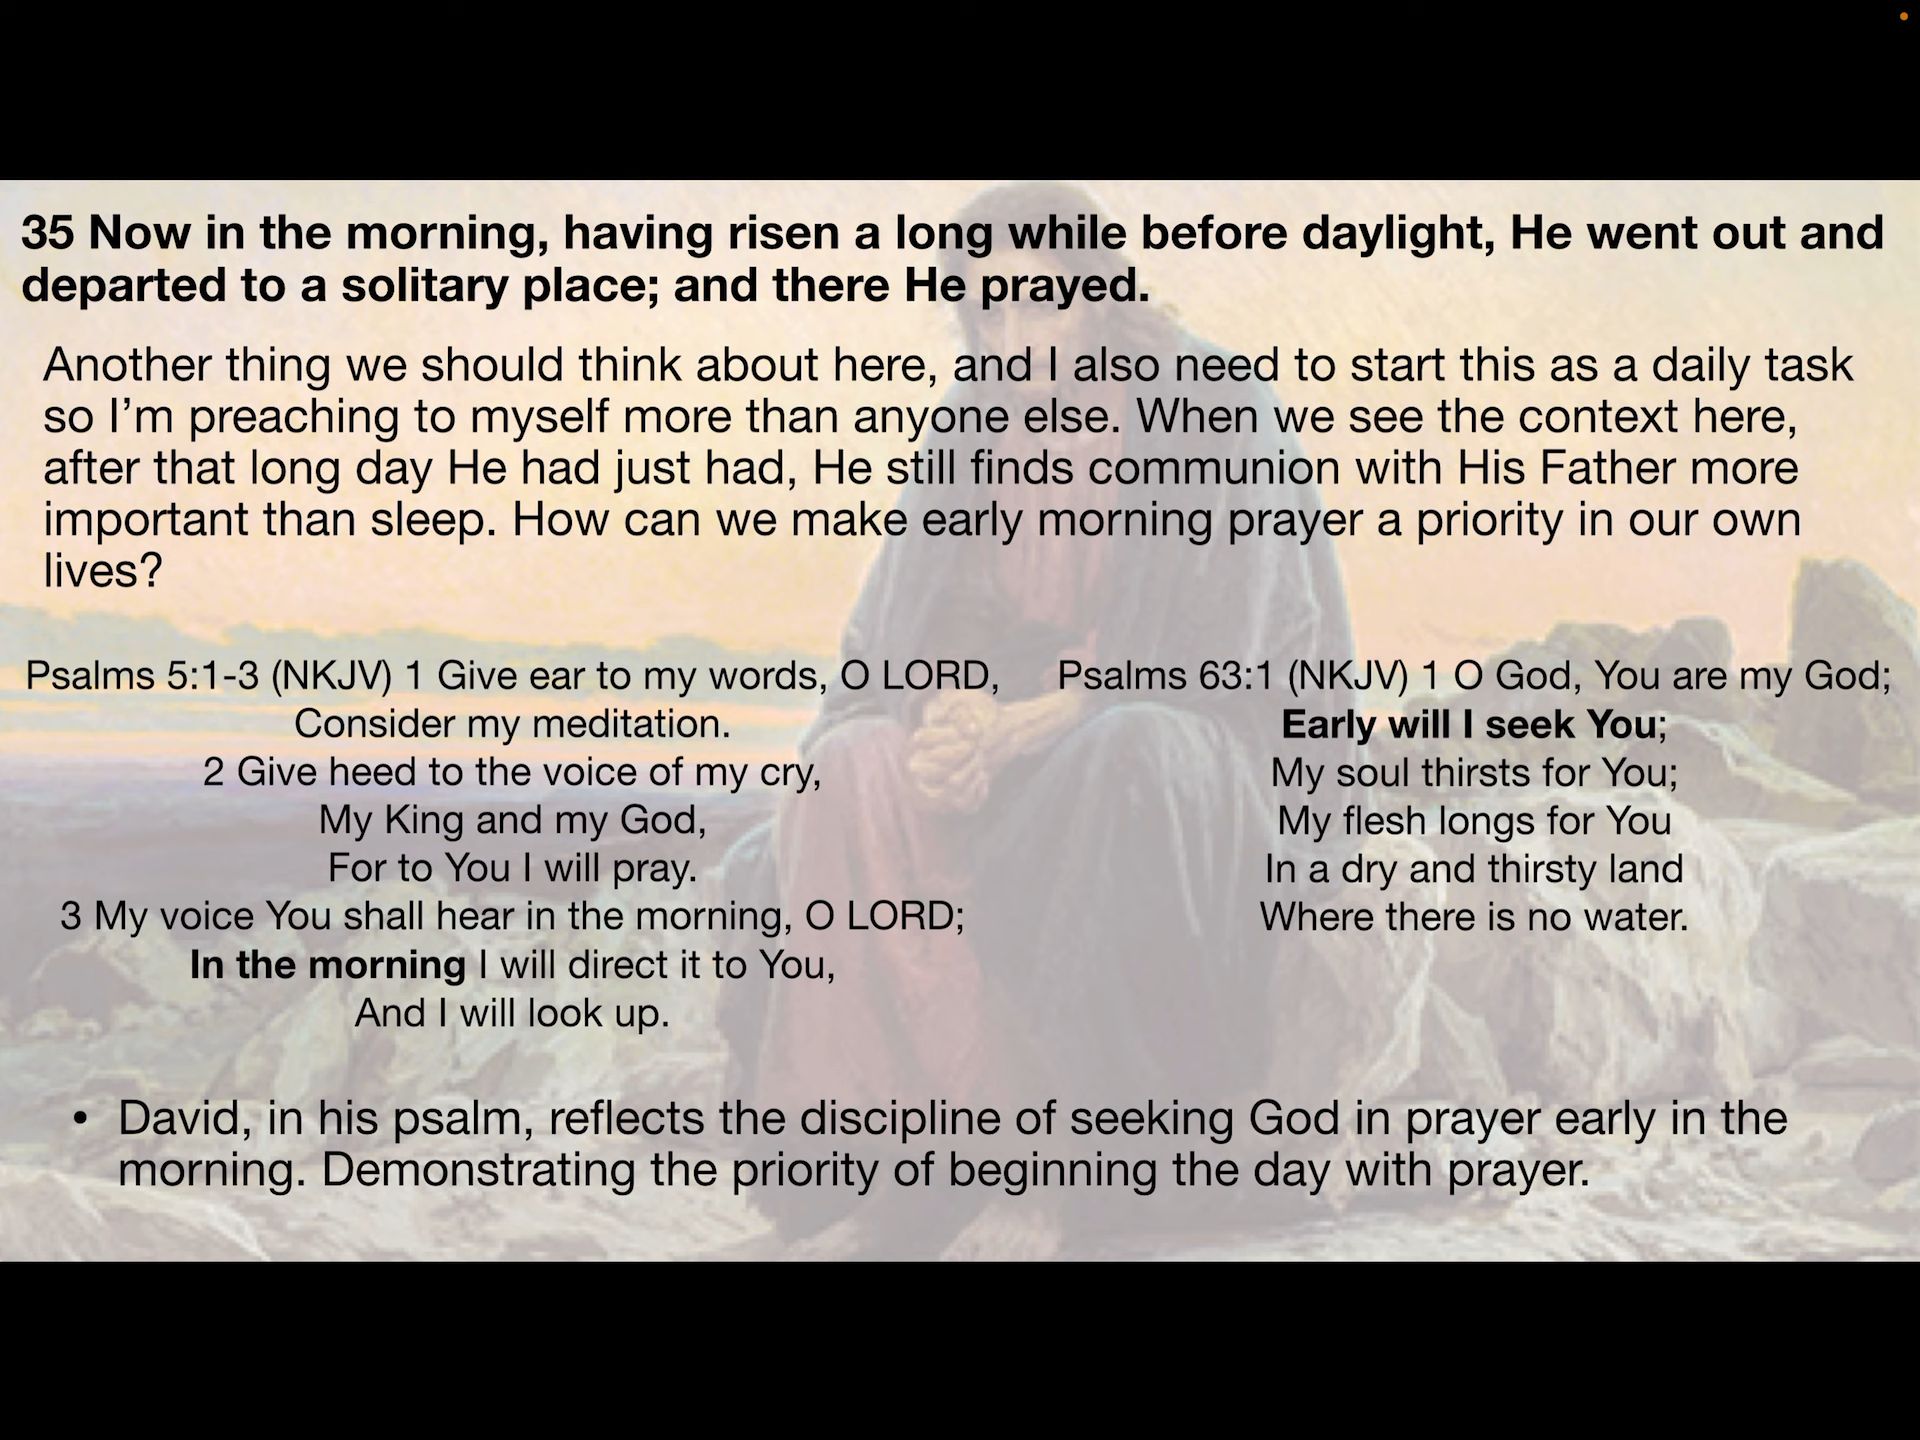 35 Now in the morning, having risen a long while before daylight, He went out and
departed to a solitary place; and there He prayed.
Another thing we should think about here, and I also need to start this as a daily task
so I’m preaching to myself more than anyone else. When we see the context here,
after that long day He had just had, He still finds communion with His Father more
important than sleep. How can we make early morning prayer a priority in our own
lives?
Psalms 5:1-3 (NKJV) 1 Give ear to my words, O LORD,
Consider my meditation.
2 Give heed to the voice of my cry,
My King and my God,
For to You I will pray.
3 My voice You shall hear in the morning, O LORD;
In the morning I will direct it to You,
And I will look up.
Psalms 63:1 (NKJV) 1 O God, You are my God;
Early will I seek You;
My soul thirsts for You;
My flesh longs for You
In a dry and thirsty land
Where there is no water.
• David, in his psalm, reflects the discipline of seeking God in prayer early in the
morning. Demonstrating the priority of beginning the day with prayer.